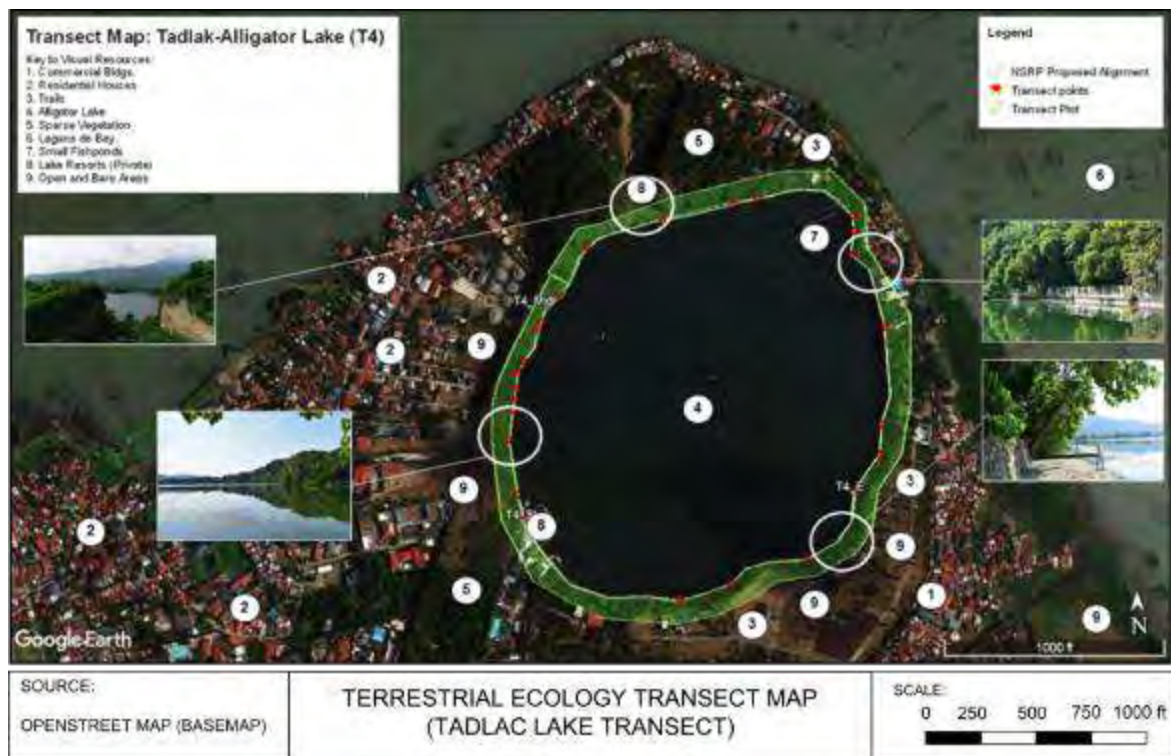 Transect Map: Tadlak-Alligator Lake (T4)
Key to Visual Resources:
1. Commercial Bldgs.
2. Residential Houses
3. Trails
4. Alligator Lake
5. Sparse Vegetation
6. Laguna de Bay
7. Small Fishponds
8. Lake Resorts (Private)
9. Open and Bare Areas
Legend
NSRP Proposed Alignment
Transect points
Transect Plot
5
3
6
8
7
2
T4
2
9
4
T4
3
9
T4
2
8
9
5
9
1
2
3
9
N
Google Earth
1000 ft
SOURCE:
OPENSTREET MAP (BASEMAP)
TERRESTRIAL ECOLOGY TRANSECT MAP
(TADLAC LAKE TRANSECT)
SCALE:
0 250 500 750 1000 ft